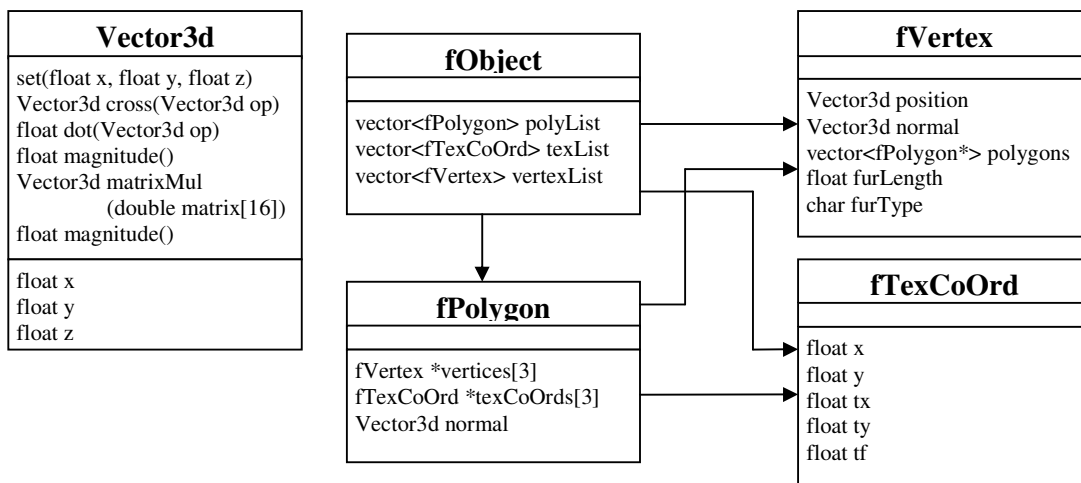 Vector3d
set(float x, float y, float z)
Vector3d cross(Vector3d op)
float dot(Vector3d op)
float magnitude()
Vector3d matrixMul
(double matrix[16])
float magnitude()
float x
float y
float z
fObject
vector<fPolygon> polyList
vector<fTexCoOrd> texList
vector<fVertex> vertexList
fPolygon
fVertex *vertices[3]
fTexCoOrd *texCoOrds[3]
Vector3d normal
fVertex
Vector3d position
Vector3d normal
vector<fPolygon*> polygons
float furLength
char furType
fTexCoOrd
float x
float y
float tx
float ty
float tf